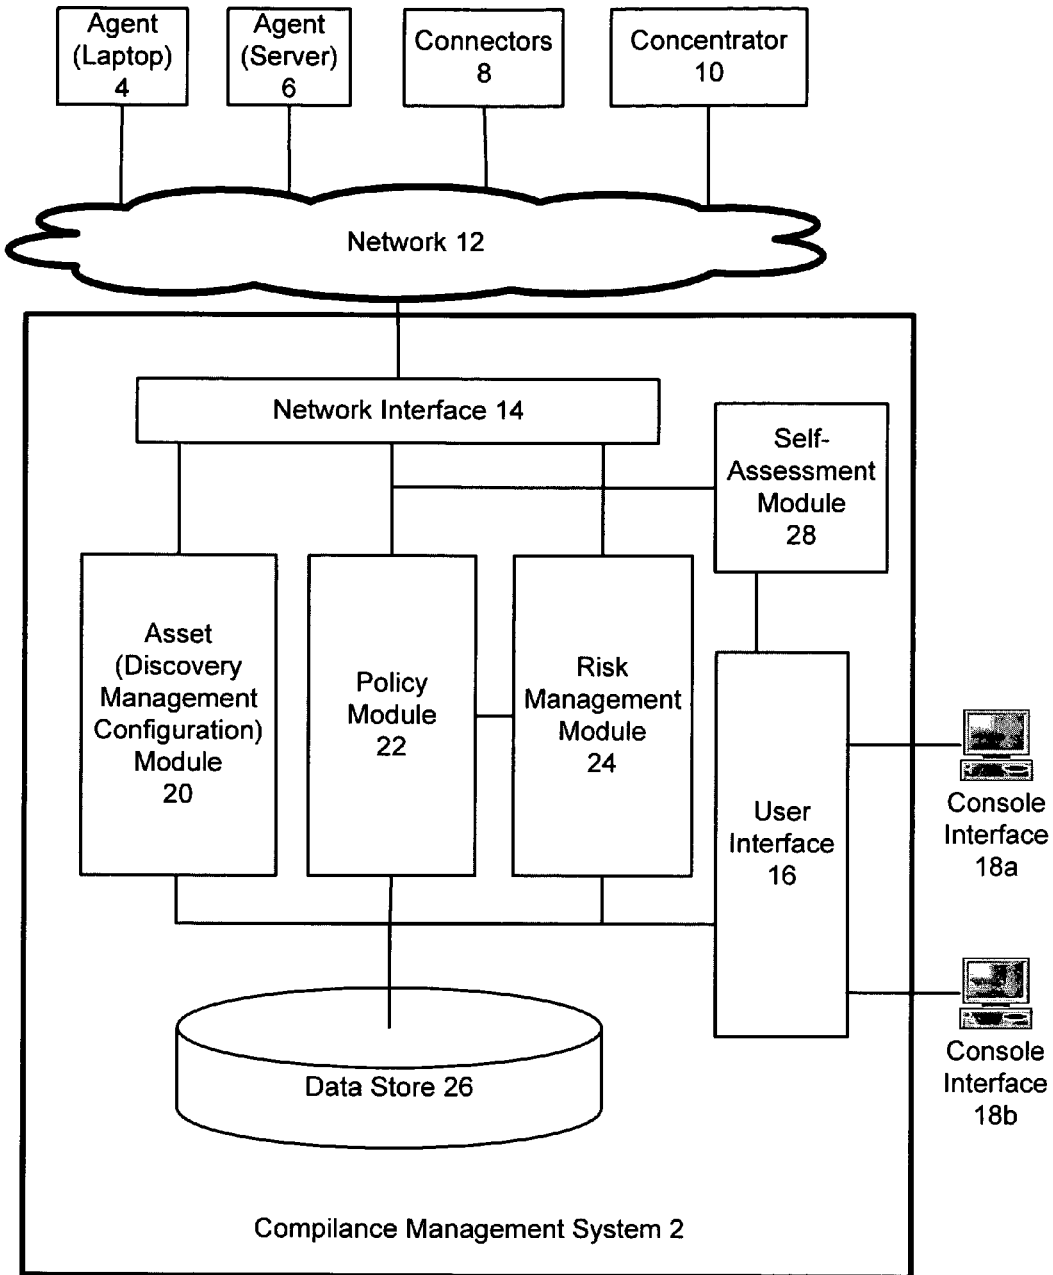 Agent
(Laptop)
4
Agent
(Server)
6
Connectors
8
Concentrator
10
Network 12
Network Interface 14
Self-
Assessment
Module
28
Asset
(Discovery
Management
Configuration)
Module
20
Policy
Module
22
Risk
Management
Module
24
User
Interface
16
Console
Interface
18a
Console
Interface
18b
Data Store 26
Compilance Management System 2